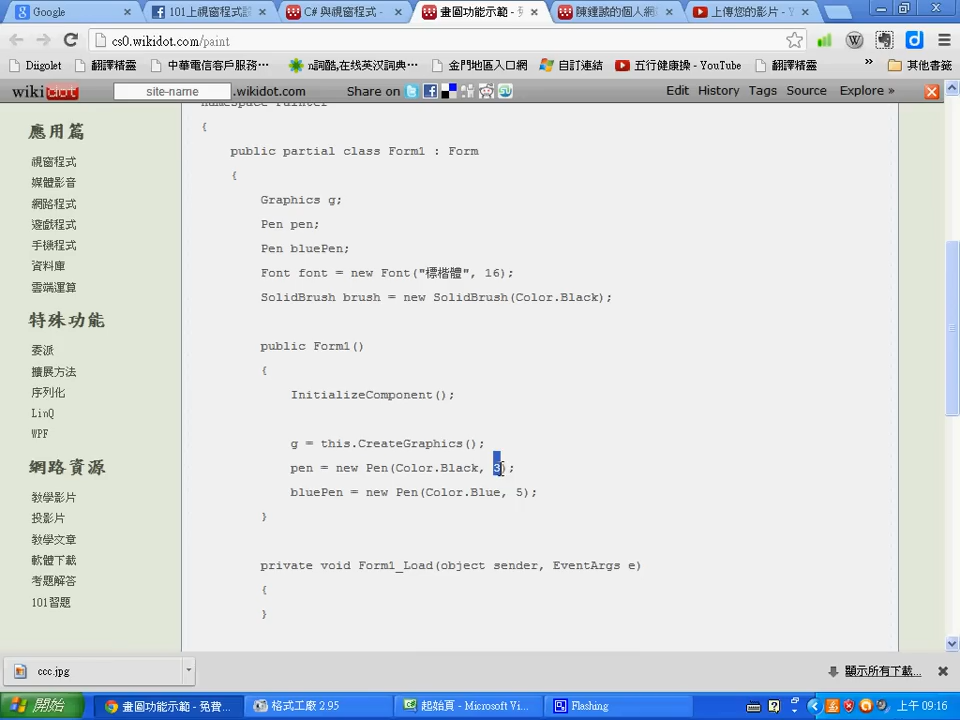 Google
101上視窗程式設
C# 與視窗程式 -
畫圖功能示範 - 免
陳鍾誠的個人網
上傳您的影片 - Y
cs0.wikidot.com/paint
Diigolet
翻譯精靈
中華電信客戶服務…
n詞酷,在线英汉词典…
金門地區入口網
自訂連結
五行健康操 - YouTube
翻譯精靈
»
其他書籤
wikidot
site-name
.wikidot.com
Share on
Edit
History
Tags
Source
Explore »
應用篇
視窗程式
媒體影音
網路程式
遊戲程式
手機程式
資料庫
雲端運算
特殊功能
委派
擴展方法
序列化
LinQ
WPF
網路資源
教學影片
投影片
教學文章
軟體下載
考題解答
101習題
namespace Painter
{
public partial class Form1 : Form
{
Graphics g;
Pen pen;
Pen bluePen;
Font font = new Font("標楷體", 16);
SolidBrush brush = new SolidBrush(Color.Black);
public Form1()
{
InitializeComponent();
g = this.CreateGraphics();
pen = new Pen(Color.Black, 3);
bluePen = new Pen(Color.Blue, 5);
}
private void Form1_Load(object sender, EventArgs e)
{
}
ccc.jpg
顯示所有下載...
開始
畫圖功能示範 - 免費...
格式工廠 2.95
起始頁 - Microsoft Vi...
Flashing
上午 09:16